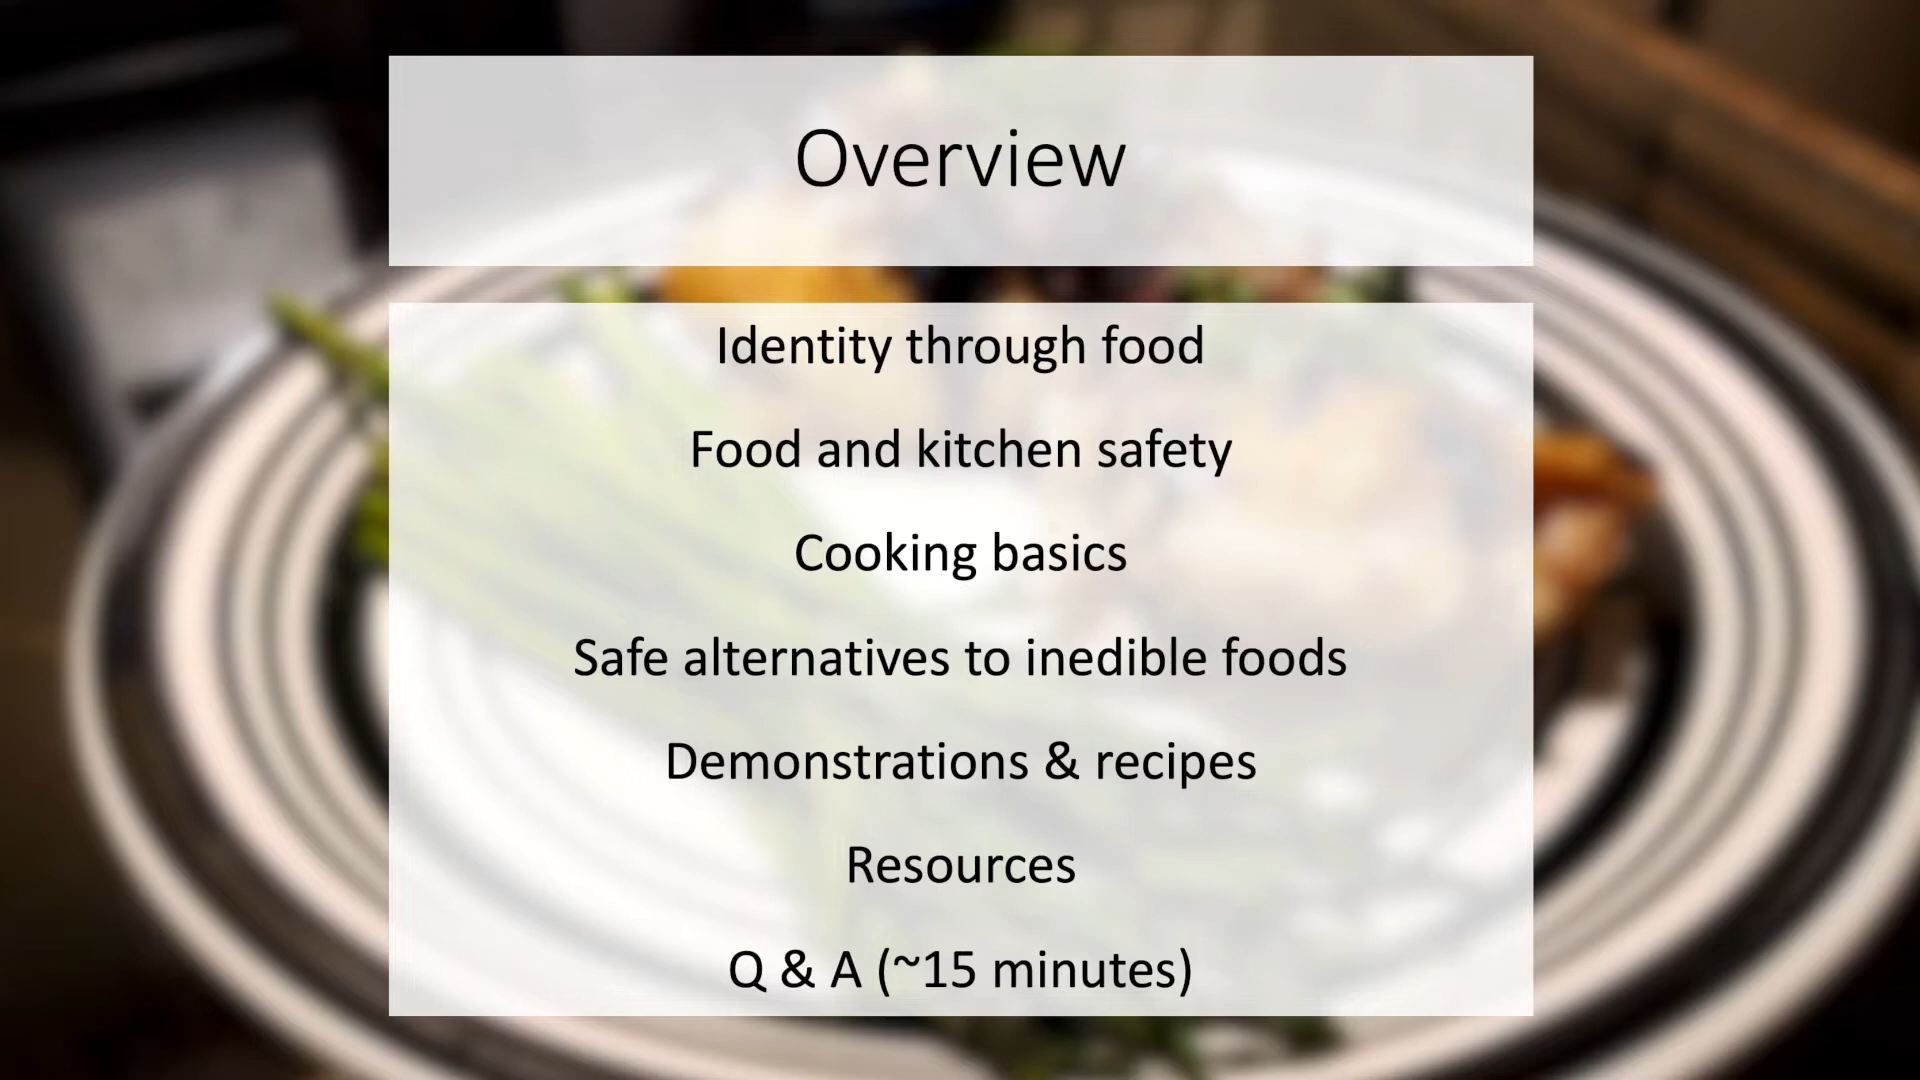 Overview
Identity through food
Food and kitchen safety
Cooking basics
Safe alternatives to inedible foods
Demonstrations & recipes
Resources
Q & A (~15 minutes)